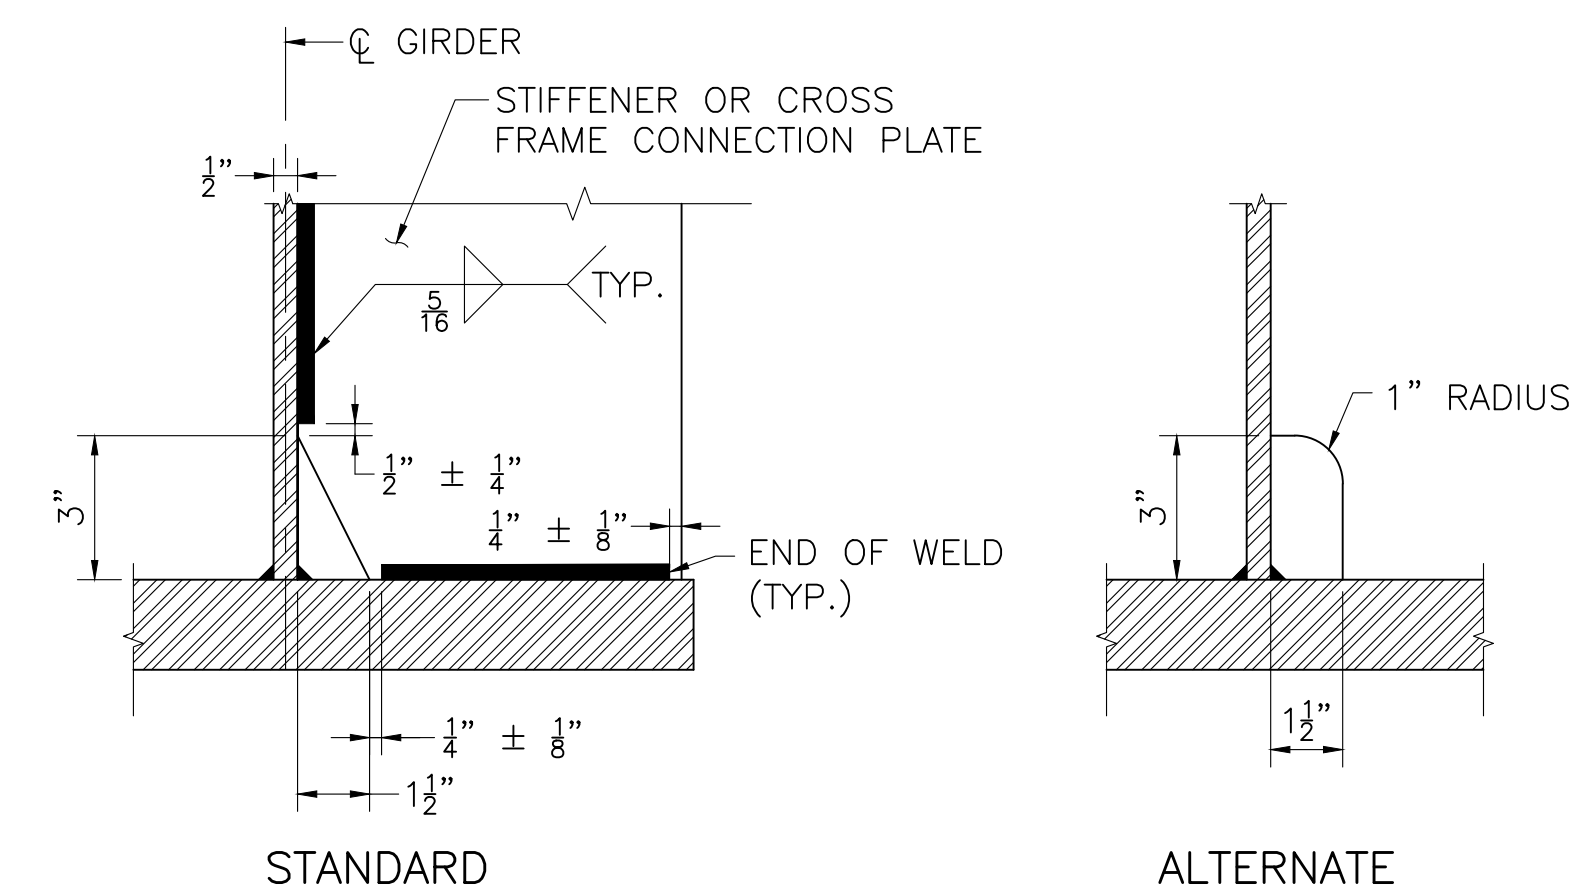 ℄ GIRDER
STIFFENER OR CROSS
FRAME CONNECTION PLATE
1/2"
TYP.
5/16
1" RADIUS
1/2" ± 1/4"
3"
3"
1/4" ± 1/8"
END OF WELD
(TYP.)
1/4" ± 1/8"
1 1/2"
1 1/2"
STANDARD
ALTERNATE